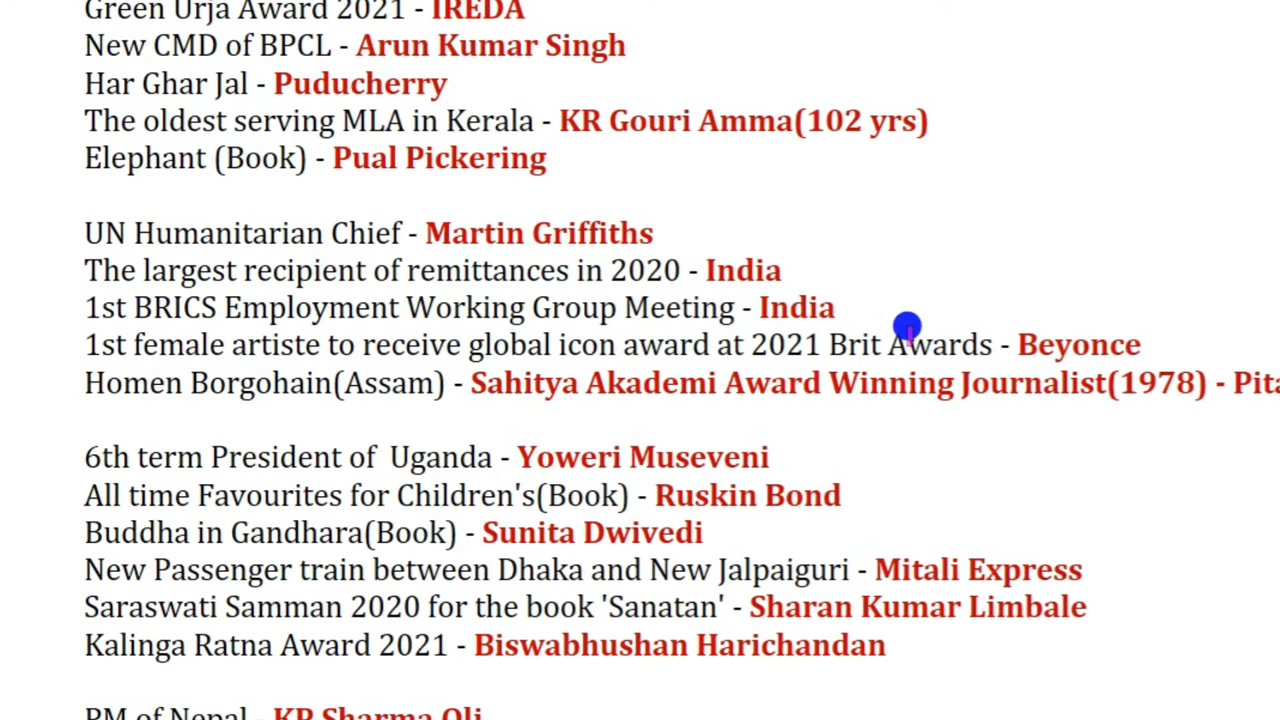 Green Urja Award 2021 - IREDA
New CMD of BPCL - Arun Kumar Singh
Har Ghar Jal - Puducherry
The oldest serving MLA in Kerala - KR Gouri Amma(102 yrs)
Elephant (Book) - Pual Pickering
UN Humanitarian Chief - Martin Griffiths
The largest recipient of remittances in 2020 - India
1st BRICS Employment Working Group Meeting - India
1st female artiste to receive global icon award at 2021 Brit Awards - Beyonce
Homen Borgohain(Assam) - Sahitya Akademi Award Winning Journalist(1978) -
6th term President of Uganda - Yoweri Museveni
All time Favourites for Children's(Book) - Ruskin Bond
Buddha in Gandhara(Book) - Sunita Dwivedi
New Passenger train between Dhaka and New Jalpaiguri - Mitali Express
Saraswati Samman 2020 for the book 'Sanatan' - Sharan Kumar Limbale
Kalinga Ratna Award 2021 - Biswabhushan Harichandan
PM of Nepal - KP Sharma Oli